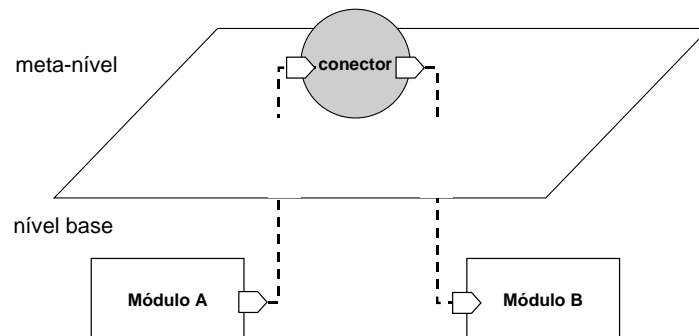 conector
meta-nível
nível base
Módulo A
Módulo B